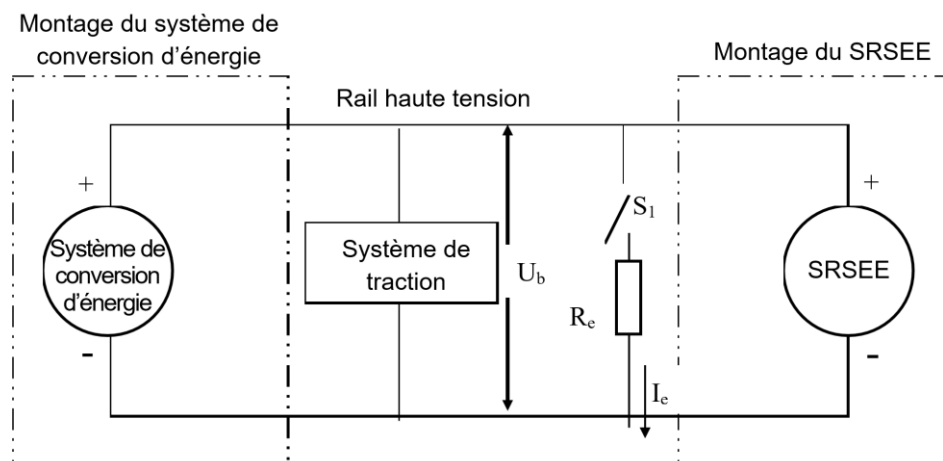 Montage du système de
conversion d'énergie
Montage du SRSEE
Rail haute tension
+
+
S1
Système de
conversion
d'énergie
Système de
traction
Ub
SRSEE
Re
-
-
Ie